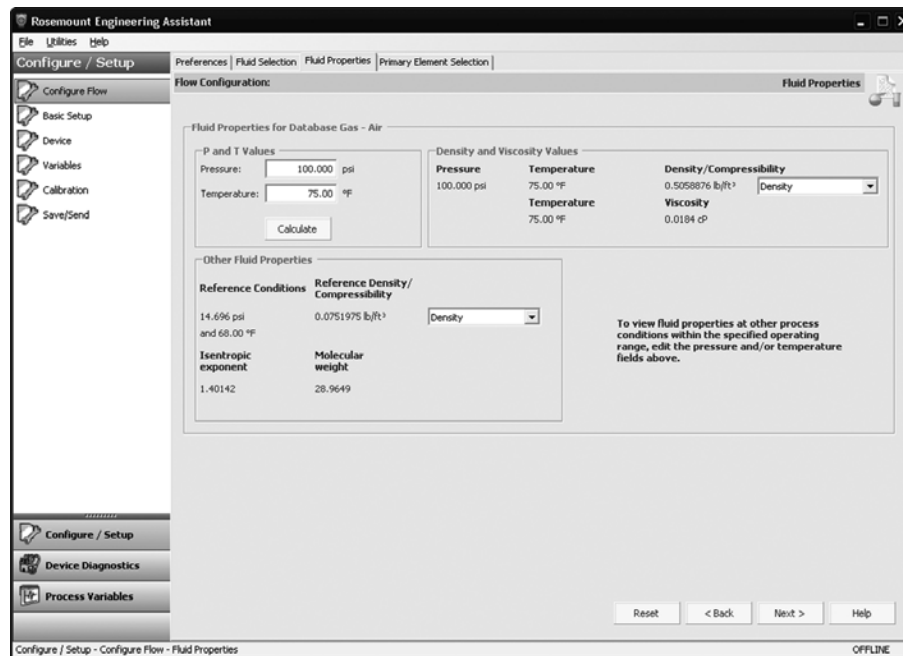 Rosemount Engineering Assistant
File Utilities Help
Configure / Setup
Preferences Fluid Selection Fluid Properties Primary Element Selection
Configure Flow
Basic Setup
Device
Variables
Calibration
Save/Send
Flow Configuration: Fluid Properties
Fluid Properties for Database Gas - Air
P and T Values
Pressure: 100.000 psi
Temperature: 75.00 ºF
Calculate
Density and Viscosity Values
Pressure Temperature Density/Compressibility
100.000 psi 75.00 ºF 0.5058876 lb/ft³ Density
Temperature Viscosity
75.00 ºF 0.0184 cP
Other Fluid Properties
Reference Conditions Reference Density/
Compressibility
14.696 psi 0.0751975 lb/ft³ Density
and 68.00 ºF
Isentropic Molecular
exponent weight
1.40142 28.9649
To view fluid properties at other process
conditions within the specified operating
range, edit the pressure and/or temperature
fields above.
Configure / Setup
Device Diagnostics
Process Variables
Reset < Back Next > Help
Configure / Setup - Configure Flow - Fluid Properties OFFLINE